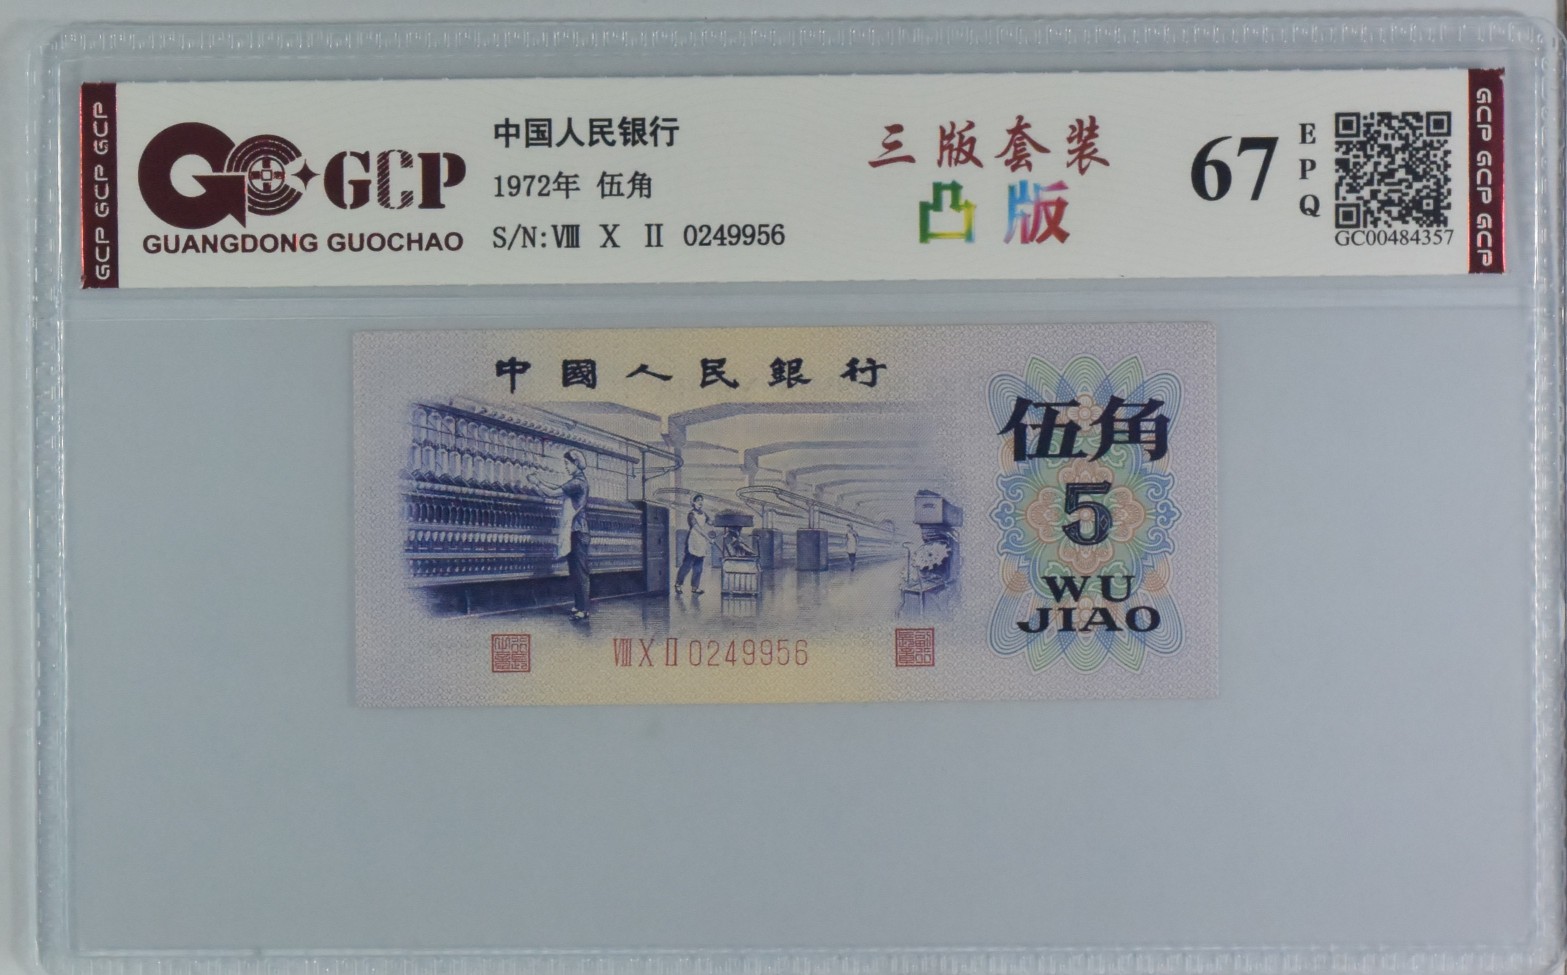 GCP GCP GCP
GCP
GUANGDONG GUOCHAO
中国人民银行
1972年 伍角
S/N:Ⅷ Ⅹ Ⅱ 0249956
三版套装
凸版
67
EPQ
GC00484357
GCP GCP GCP
中國人民銀行
伍角
5
WU
JIAO
Ⅷ Ⅹ Ⅱ 0249956